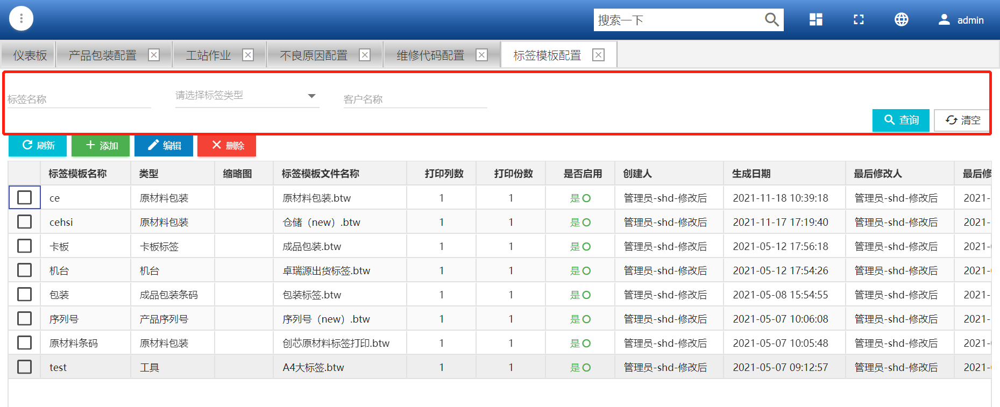 搜索一下 admin
仪表板 产品包装配置 工站作业 不良原因配置 维修代码配置 标签模板配置
标签名称 请选择标签类型 客户名称
查询 清空
刷新 添加 编辑 删除
标签模板名称 类型 缩略图 标签模板文件名称 打印列数 打印份数 是否启用 创建人 生成日期 最后修改人 最后修
ce 原材料包装 原材料包装.btw 1 1 是 管理员-shd-修改后 2021-11-18 10:39:18 管理员-shd-修改后 2021-
cehsi 原材料包装 仓储（new）.btw 1 1 是 管理员-shd-修改后 2021-11-17 17:19:40 管理员-shd-修改后 2021-
卡板 卡板标签 成品包装.btw 1 1 是 管理员-shd-修改后 2021-05-12 17:56:18 管理员-shd-修改后 2021-
机台 机台 卓瑞源出货标签.btw 1 1 是 管理员-shd-修改后 2021-05-12 17:54:26 管理员-shd-修改后 2021-
包装 成品包装条码 包装标签.btw 1 1 是 管理员-shd-修改后 2021-05-08 15:54:55 管理员-shd-修改后 2021-
序列号 产品序列号 序列号（new）.btw 1 1 是 管理员-shd-修改后 2021-05-07 10:06:08 管理员-shd-修改后 2021-
原材料条码 原材料包装 创芯原材料标签打印.btw 1 1 是 管理员-shd-修改后 2021-05-07 10:05:48 管理员-shd-修改后 2021-
test 工具 A4大标签.btw 1 1 是 管理员-shd-修改后 2021-05-07 09:12:57 管理员-shd-修改后 2021-